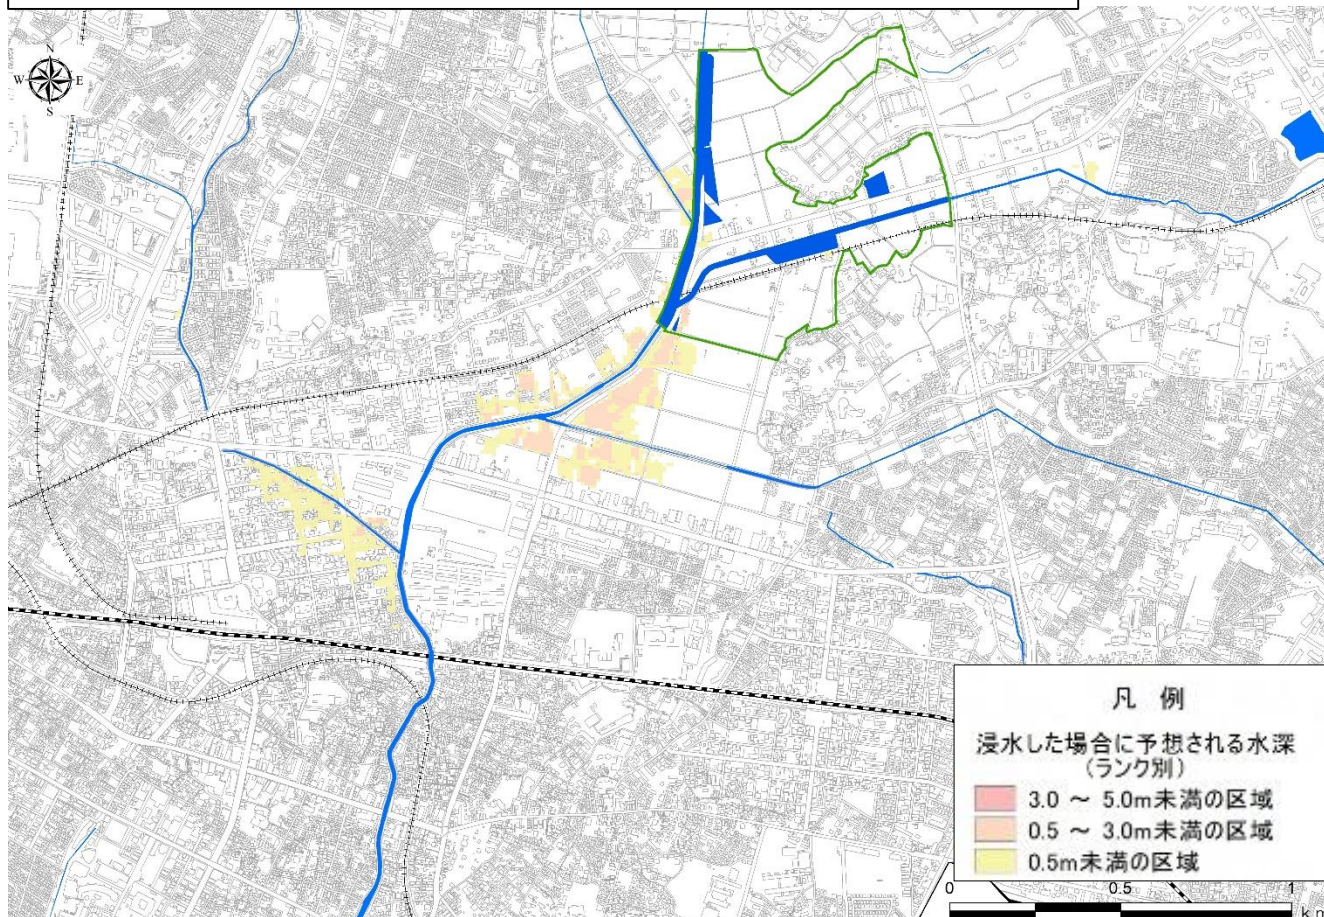 N
W E
S
凡 例
浸水した場合に予想される水深
(ランク別)
3.0 ～ 5.0m未満の区域
0.5 ～ 3.0m未満の区域
0.5m未満の区域
0 0.5 1
km